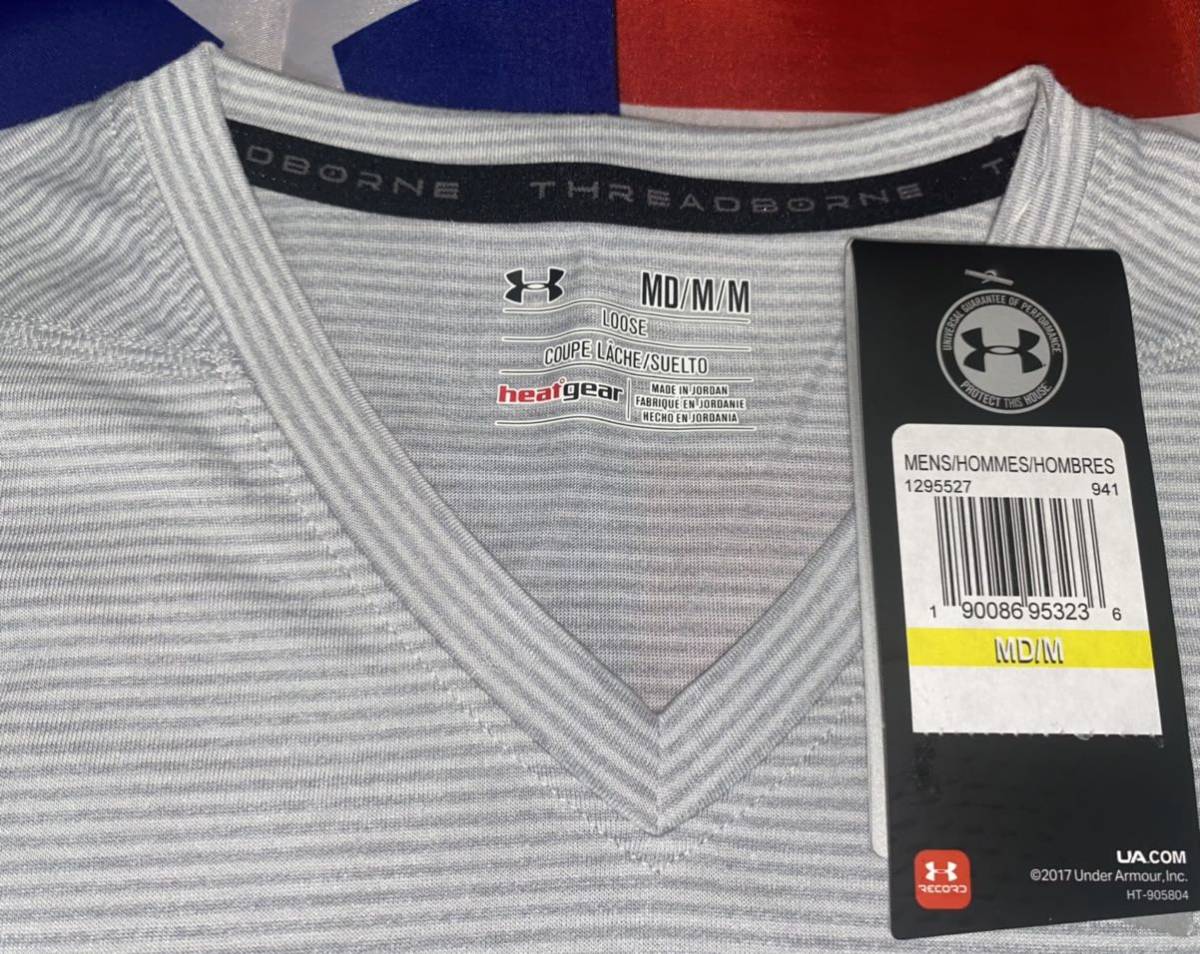 DBORNE THREADBORNE T
MD/M/M
LOOSE
COUPE LÂCHE/SUELTO
heat°gear
MADE IN JORDAN
FABRIQUE EN JORDANIE
HECHO EN JORDANIA
UNIVERSAL GUARANTEE OF PERFORMANCE
PROTECT THIS HOUSE
MENS/HOMMES/HOMBRES
1295527 941
1 90086 95323 6
MD/M
RECORD
UA.COM
©2017 Under Armour, Inc.
HT-905804